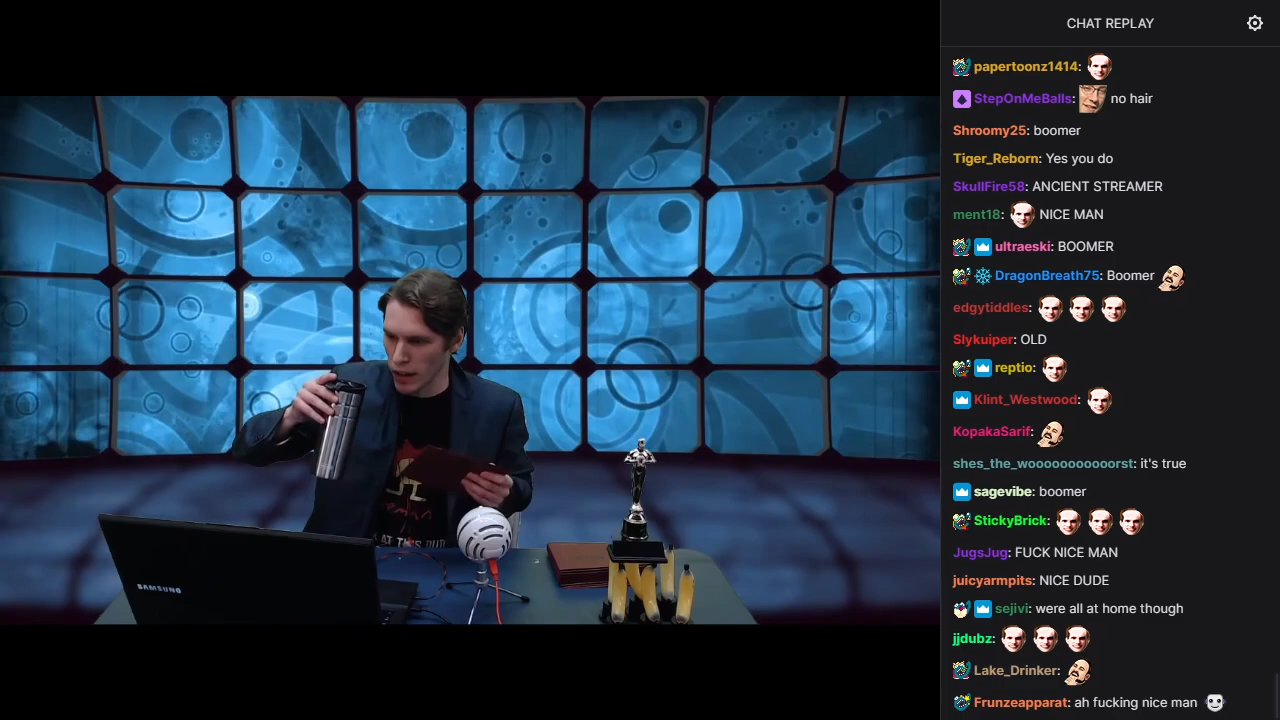 CHAT REPLAY
papertoonz1414:
StepOnMeBalls: no hair
Shroomy25: boomer
Tiger_Reborn: Yes you do
SkullFire58: ANCIENT STREAMER
ment18: NICE MAN
ultraeski: BOOMER
DragonBreath75: Boomer
edgytiddles:
Slykuiper: OLD
reptio:
Klint_Westwood:
KopakaSarif:
shes_the_woooooooooorst: it's true
sagevibe: boomer
StickyBrick:
JugsJug: FUCK NICE MAN
juicyarmpits: NICE DUDE
sejivi: were all at home though
jjdubz:
Lake_Drinker:
Frunzeapparat: ah fucking nice man
SAMSUNG